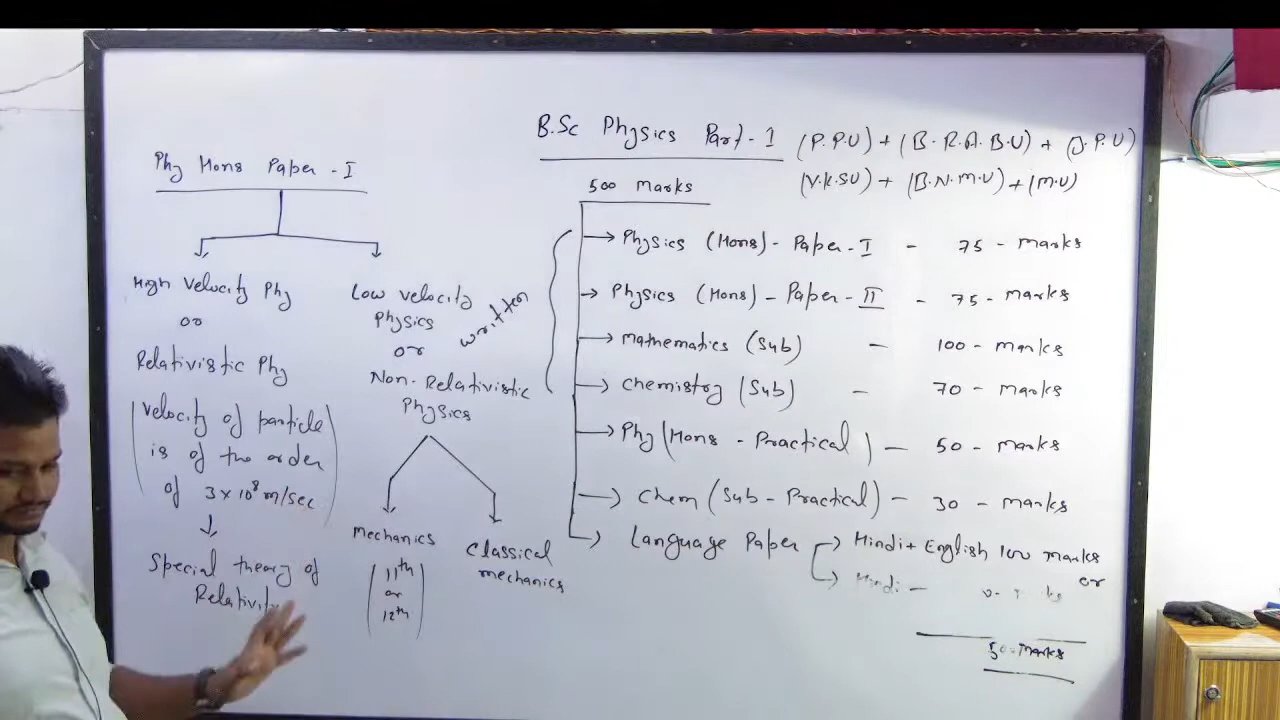 Phy Hons Paper - I
High velocity Phy
or
Relativistic Phy
(velocity of particle
is of the order
of 3 × 10⁸ m/sec)
Special theory of
Low velocity
Physics
or
Non-Relativistic
Physics
Mechanics
(11th
or
12th)
Classical
mechanics
B.Sc Physics Part - I (P.P.U) + (B.R.A.B.U) + (J.P.U)
(V.K.SU) + (B.N.M.U) + (M.U)
500 Marks
written
Physics (Hons) - Paper - I - 75 - Marks
Physics (Hons) - Paper - II - 75 - Marks
Mathematics (Sub) - 100 - Marks
Chemistry (Sub) - 70 - Marks
Phy (Hons - Practical) - 50 - Marks
Chem (Sub - Practical) - 30 - Marks
Language Paper
Hindi + English 100 marks
or
Hindi -